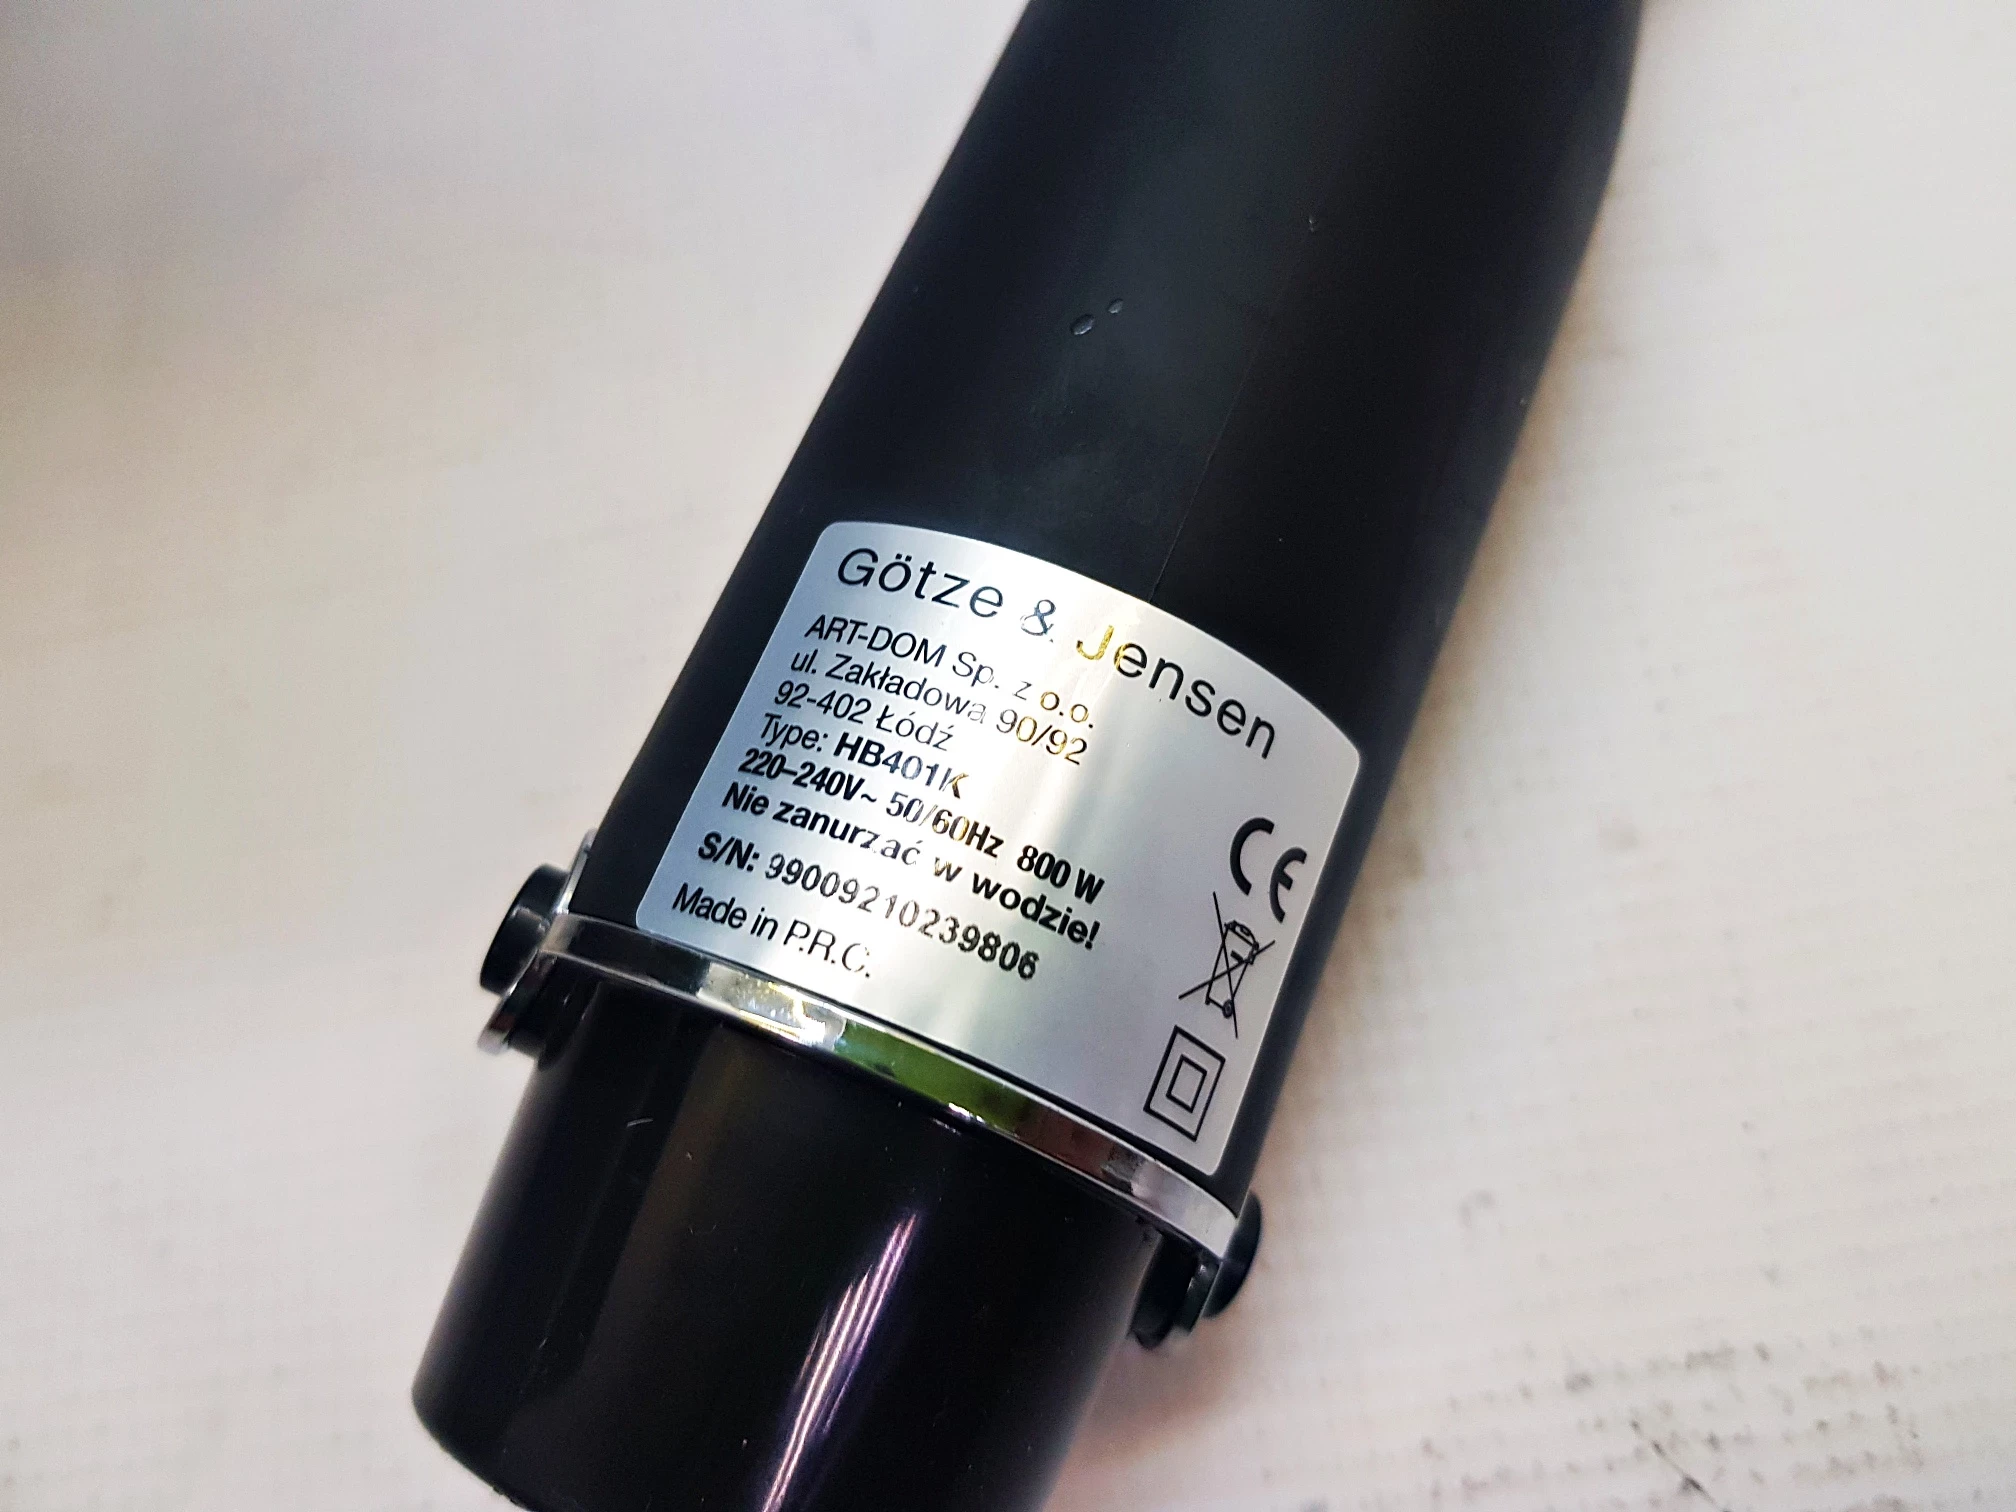 Götze & Jensen
ART-DOM Sp. z o.o.
ul. Zakładowa 90/92
92-402 Łódź
Type: HB401K
220–240V~ 50/60Hz 800 W
Nie zanurzać w wodzie!
S/N: 99009210239806
Made in P.R.C.
CE